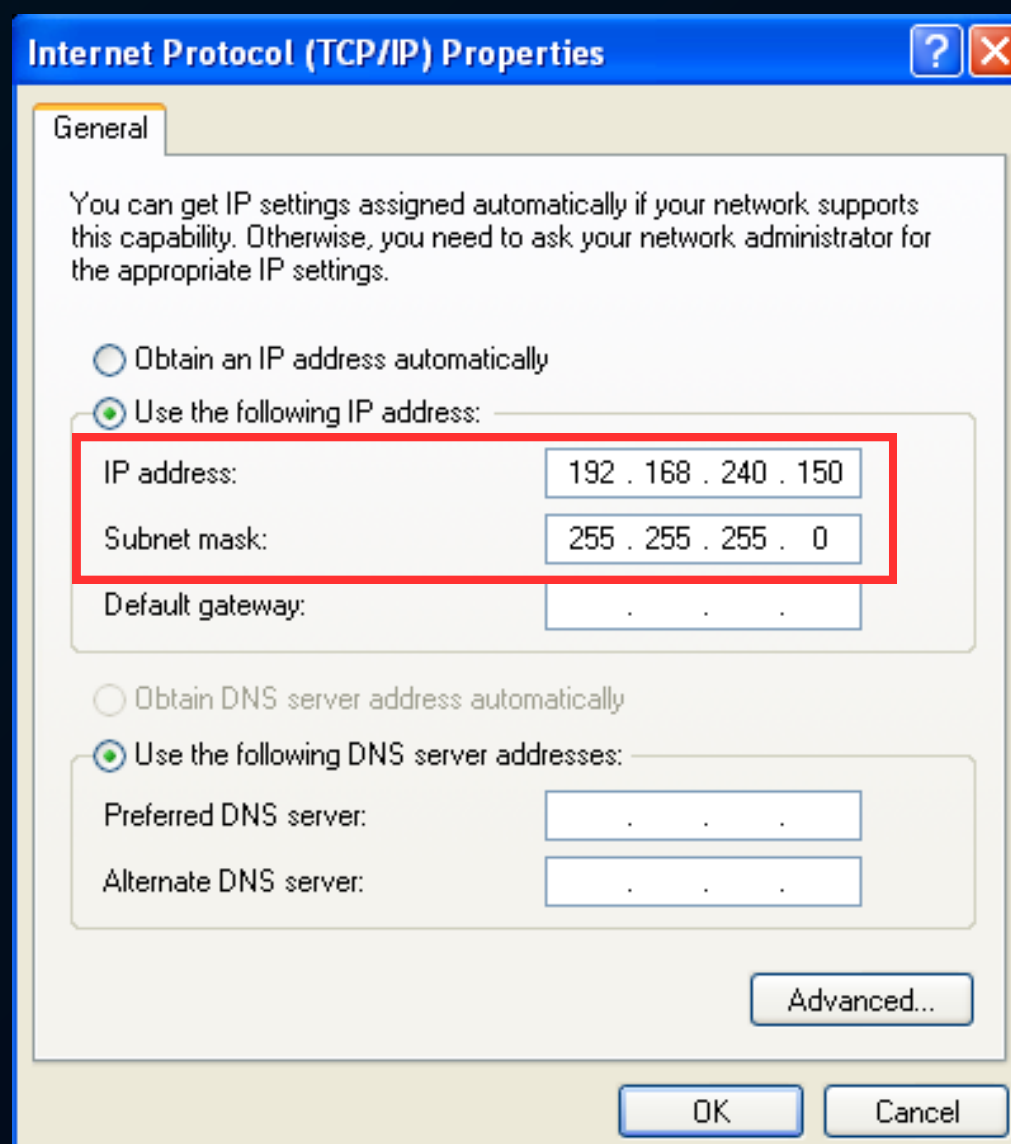 Internet Protocol (TCP/IP) Properties
?
General
You can get IP settings assigned automatically if your network supports
this capability. Otherwise, you need to ask your network administrator for
the appropriate IP settings.
Obtain an IP address automatically
Use the following IP address:
IP address: 192 . 168 . 240 . 150
Subnet mask: 255 . 255 . 255 . 0
Default gateway: . . .
Obtain DNS server address automatically
Use the following DNS server addresses:
Preferred DNS server: . . .
Alternate DNS server: . . .
Advanced...
OK Cancel